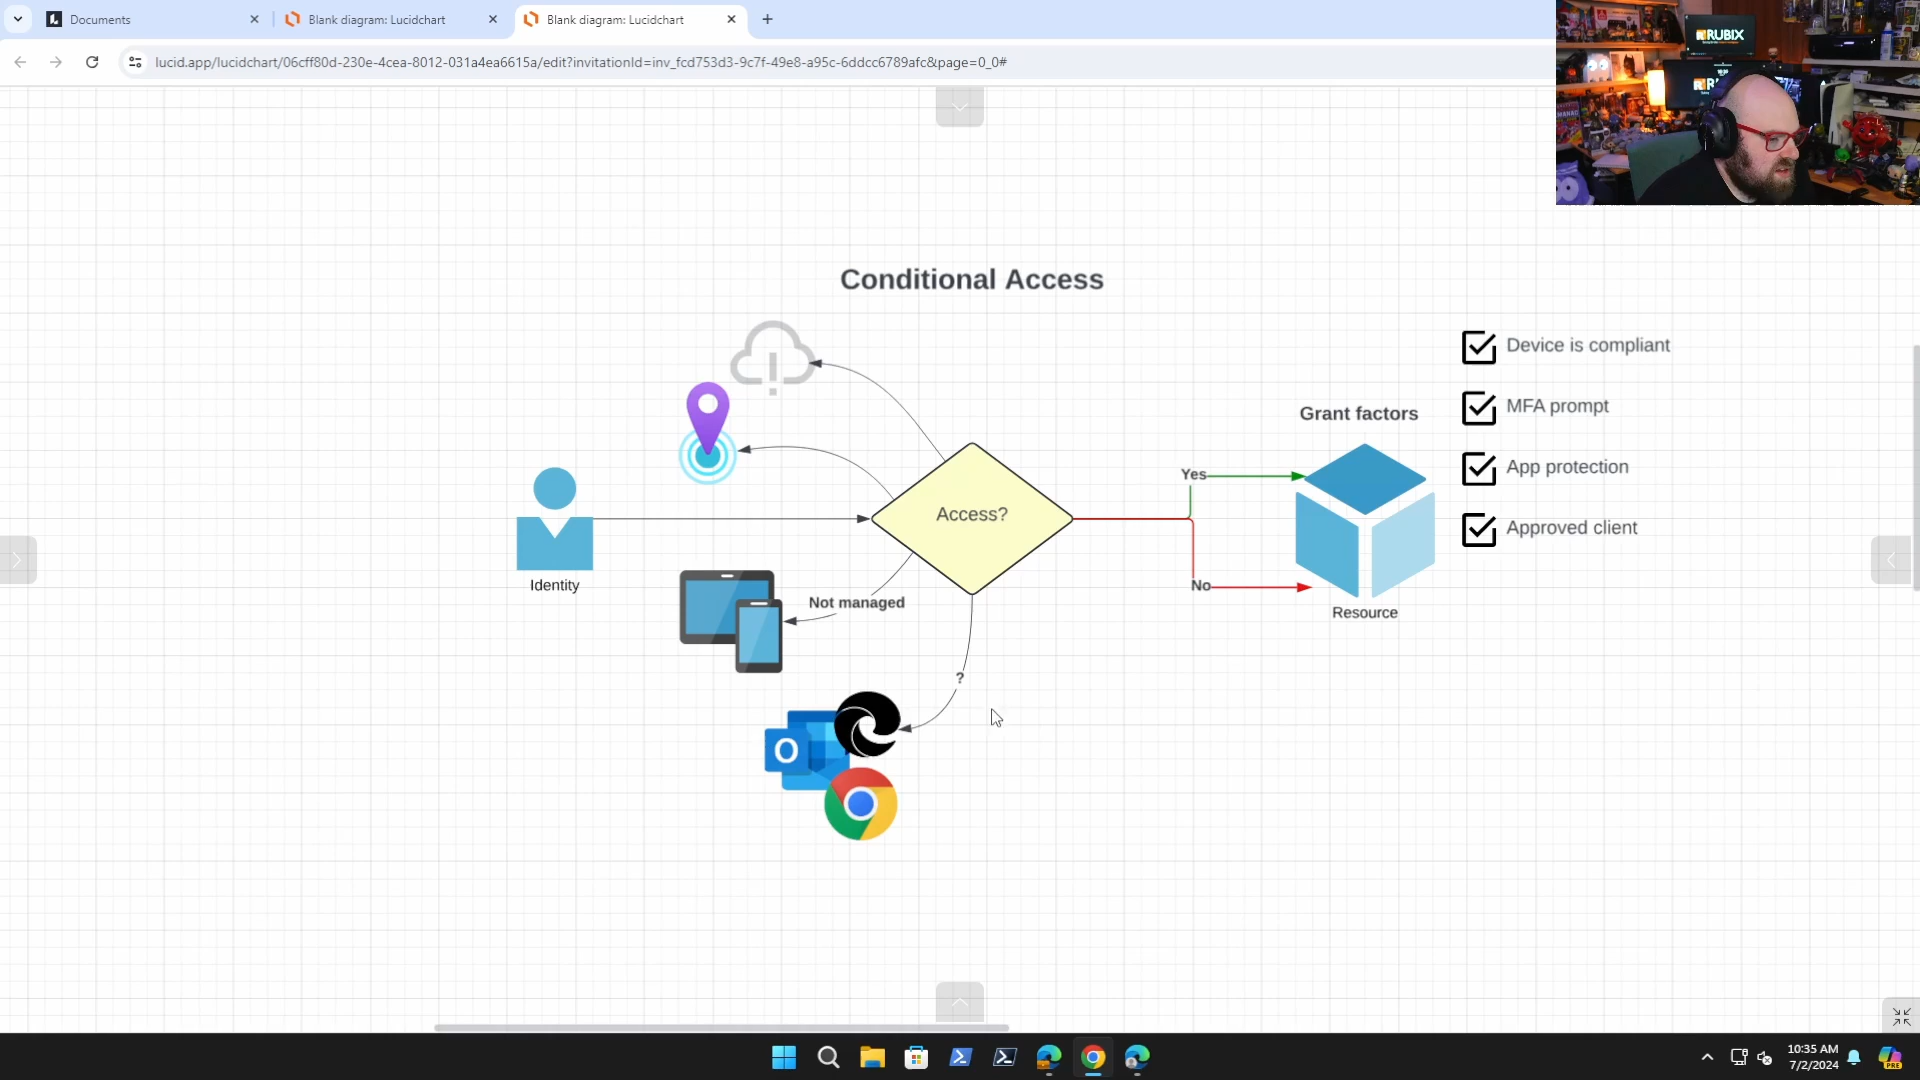 Documents
Blank diagram: Lucidchart
Blank diagram: Lucidchart
lucid.app/lucidchart/06cff80d-230e-4cea-8012-031a4ea6615a/edit?invitationId=inv_fcd753d3-9c7f-49e8-a95c-6ddcc6789afc&page=0_0#
RUBIX
Conditional Access
Device is compliant
MFA prompt
Grant factors
App protection
Yes
Access?
Approved client
Identity
No
Not managed
Resource
?
O
10:35 AM
7/2/2024
PRE